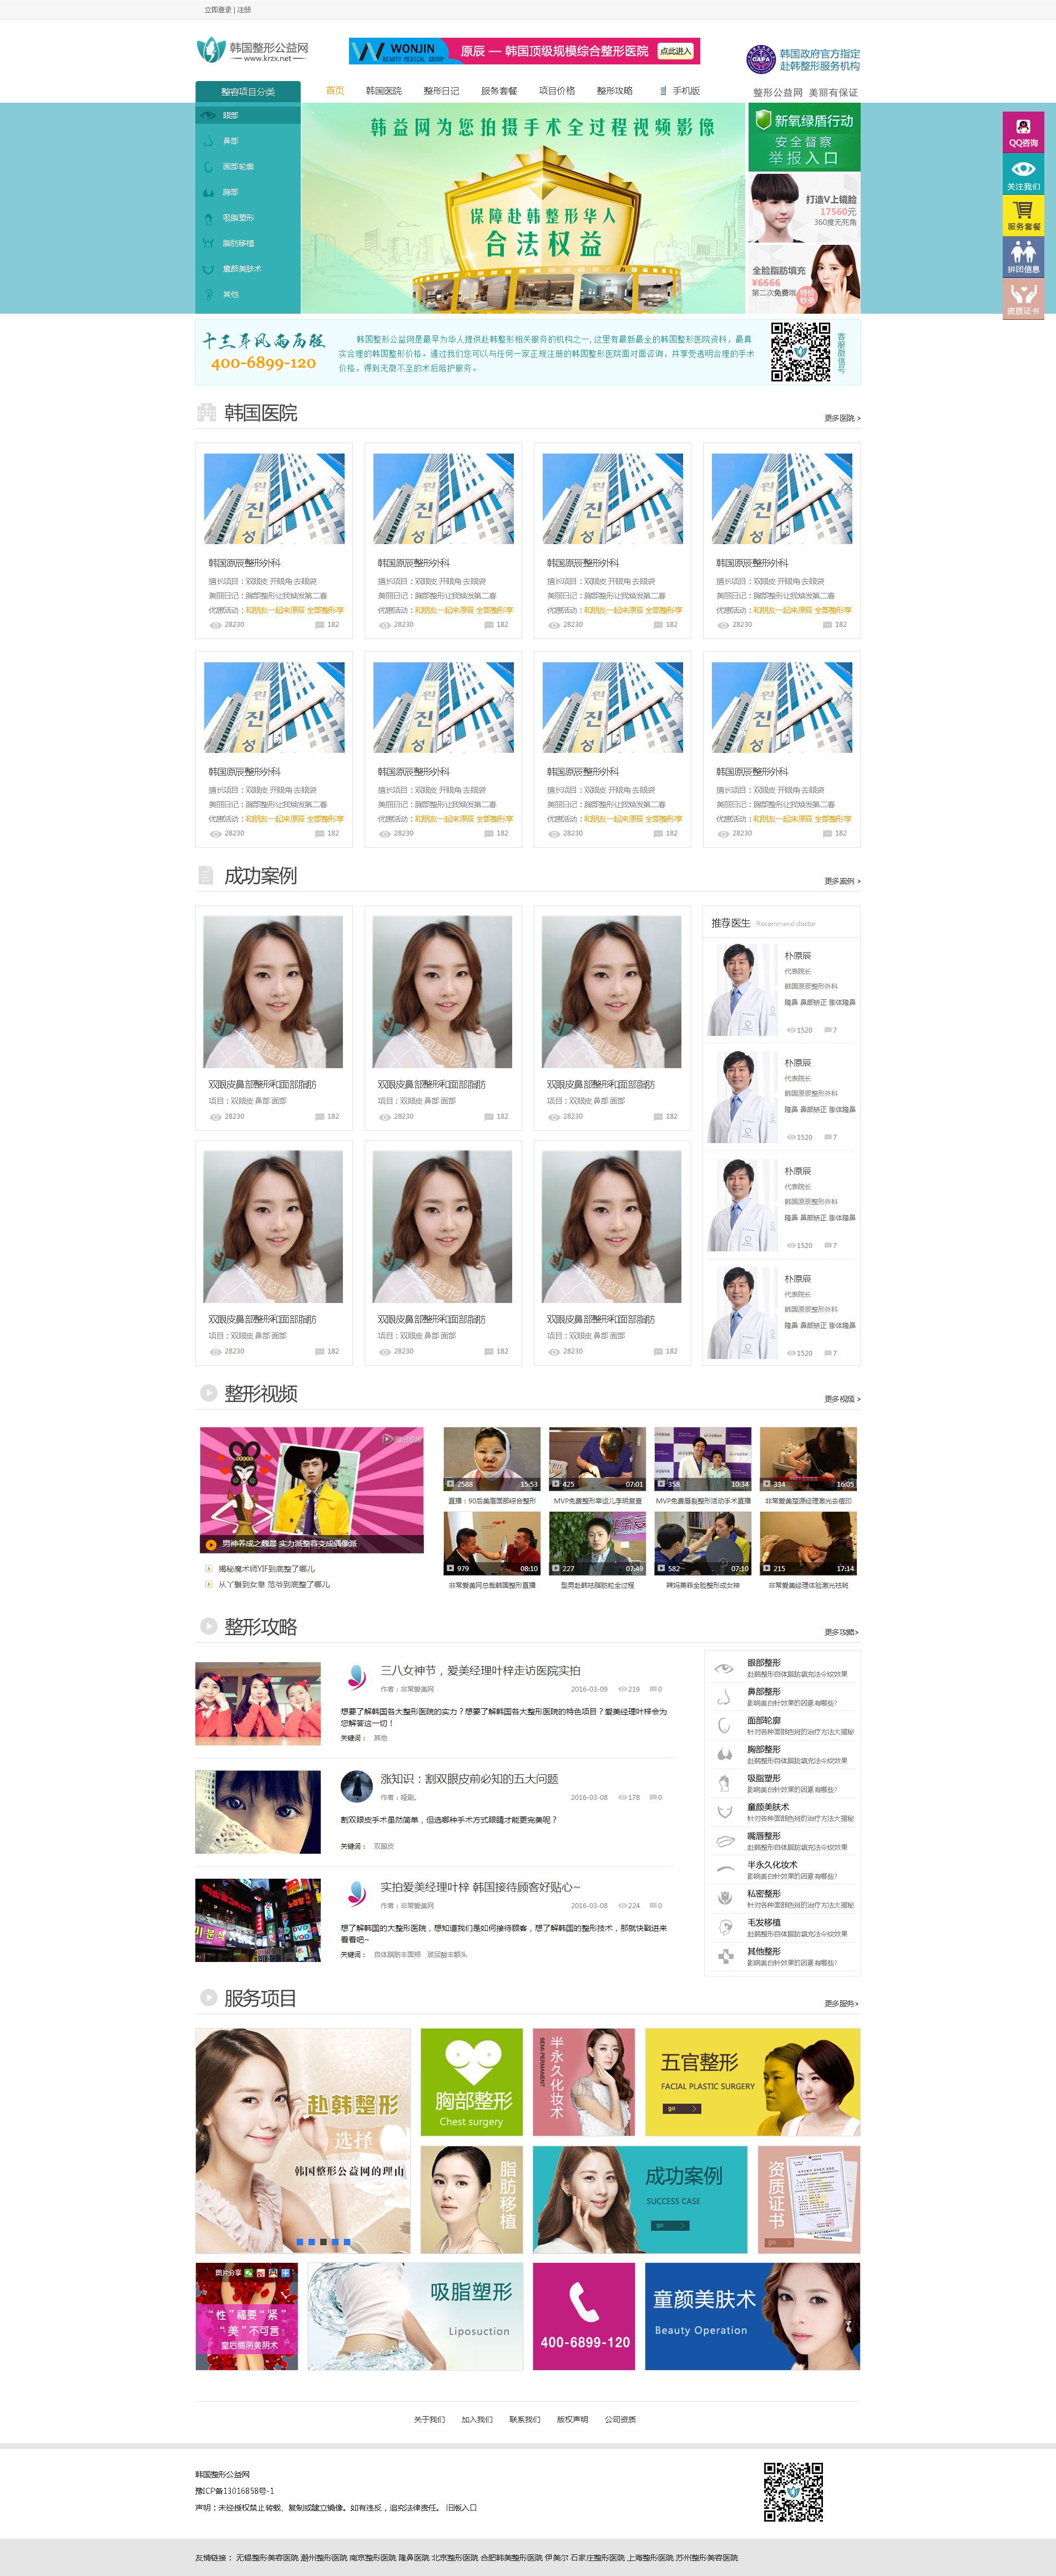 立即登录 | 注册
韩国整形公益网
www.krzx.net
WONJIN
BEAUTY MEDICAL GROUP
原辰 — 韩国顶级规模综合整形医院
点此进入
韩国政府官方指定
赴韩整形服务机构
整形公益网 美丽有保证
整容项目分类
首页
韩国医院
整形日记
服务套餐
项目价格
整形攻略
手机版
眼部
鼻部
面部轮廓
胸部
吸脂塑形
脂肪移植
童颜美肤术
其他
韩益网为您拍摄手术全过程视频影像
保障赴韩整形华人
合法权益
新氧绿盾行动
安全督察
举报入口
打造V上镜脸
17560元
360度无死角
全脸脂肪填充
¥6666
第二次免费哦
特价
秒杀
QQ咨询
关注我们
服务套餐
拼团信息
资质证书
十三年风雨历程
400-6899-120
韩国整形公益网是最早为华人提供赴韩整形相关服务的机构之一, 这里有最新最全的韩国整形医院资料，最真
实合理的韩国整形价格。通过我们您可以与任何一家正规注册的韩国整形医院面对面咨询，并享受透明合理的手术
价格，得到无微不至的术后陪护服务。
客服微信号
韩国医院
更多医院 >
韩国原辰整形外科
擅长项目：双眼皮 开眼角 去眼袋
美丽日记：胸部整形让我焕发第二春
优惠活动：和朋友一起来原辰 全部整形享
28230 182
韩国原辰整形外科
擅长项目：双眼皮 开眼角 去眼袋
美丽日记：胸部整形让我焕发第二春
优惠活动：和朋友一起来原辰 全部整形享
28230 182
韩国原辰整形外科
擅长项目：双眼皮 开眼角 去眼袋
美丽日记：胸部整形让我焕发第二春
优惠活动：和朋友一起来原辰 全部整形享
28230 182
韩国原辰整形外科
擅长项目：双眼皮 开眼角 去眼袋
美丽日记：胸部整形让我焕发第二春
优惠活动：和朋友一起来原辰 全部整形享
28230 182
韩国原辰整形外科
擅长项目：双眼皮 开眼角 去眼袋
美丽日记：胸部整形让我焕发第二春
优惠活动：和朋友一起来原辰 全部整形享
28230 182
韩国原辰整形外科
擅长项目：双眼皮 开眼角 去眼袋
美丽日记：胸部整形让我焕发第二春
优惠活动：和朋友一起来原辰 全部整形享
28230 182
韩国原辰整形外科
擅长项目：双眼皮 开眼角 去眼袋
美丽日记：胸部整形让我焕发第二春
优惠活动：和朋友一起来原辰 全部整形享
28230 182
韩国原辰整形外科
擅长项目：双眼皮 开眼角 去眼袋
美丽日记：胸部整形让我焕发第二春
优惠活动：和朋友一起来原辰 全部整形享
28230 182
成功案例
更多案例 >
双眼皮鼻部整形和面部脂肪
项目：双眼皮 鼻部 面部
28230 182
双眼皮鼻部整形和面部脂肪
项目：双眼皮 鼻部 面部
28230 182
双眼皮鼻部整形和面部脂肪
项目：双眼皮 鼻部 面部
28230 182
双眼皮鼻部整形和面部脂肪
项目：双眼皮 鼻部 面部
28230 182
双眼皮鼻部整形和面部脂肪
项目：双眼皮 鼻部 面部
28230 182
双眼皮鼻部整形和面部脂肪
项目：双眼皮 鼻部 面部
28230 182
推荐医生 Recommend doctor
朴原辰
代表院长
韩国原辰整形外科
隆鼻 鼻部矫正 膨体隆鼻
1520 7
朴原辰
代表院长
韩国原辰整形外科
隆鼻 鼻部矫正 膨体隆鼻
1520 7
朴原辰
代表院长
韩国原辰整形外科
隆鼻 鼻部矫正 膨体隆鼻
1520 7
朴原辰
代表院长
韩国原辰整形外科
隆鼻 鼻部矫正 膨体隆鼻
1520 7
整形视频
更多视频 >
男神养成之魏晨 实力派整容变成偶像派
揭秘魔术师YIF到底整了哪儿
从丫鬟到女皇 范爷到底整了哪儿
2588 15:53
直播：90后美眉面部综合整形
425 07:01
MVP免费整形幸运儿李明复查
358 10:34
MVP免费唇裂整形活动手术直播
334 16:05
非常爱美楚源经理激光去痘印
979 08:10
非常爱美网总裁韩国整形直播
227 07:49
型男赴韩祛脂肪粒全过程
582 07:10
辣妈萧菲全脸整形成女神
215 17:14
非常爱美经理体验激光祛斑
整形攻略
更多攻略>
三八女神节，爱美经理叶梓走访医院实拍
作者：非常爱美网 2016-03-09 219 0
想要了解韩国各大整形医院的实力？想要了解韩国各大整形医院的特色项目？爱美经理叶梓会为
您解答这一切！
关键词： 其他
涨知识：割双眼皮前必知的五大问题
作者：哑剧。 2016-03-08 178 0
割双眼皮手术虽然简单，但选哪种手术方式眼睛才能更完美呢？
关键词： 双眼皮
实拍爱美经理叶梓 韩国接待顾客好贴心~
作者：非常爱美网 2016-03-08 224 0
想了解韩国的大整形医院，想知道我们是如何接待顾客，想了解韩国的整形技术，那就快戳进来
看看吧~
关键词： 自体脂肪丰面颊 玻尿酸丰额头
眼部整形
赴韩整形自体脂肪填充法令纹效果
鼻部整形
影响美白针效果的因素有哪些?
面部轮廓
针对各种面部色斑的治疗方法大揭秘
胸部整形
赴韩整形自体脂肪填充法令纹效果
吸脂塑形
影响美白针效果的因素有哪些?
童颜美肤术
针对各种面部色斑的治疗方法大揭秘
嘴唇整形
赴韩整形自体脂肪填充法令纹效果
半永久化妆术
影响美白针效果的因素有哪些?
私密整形
针对各种面部色斑的治疗方法大揭秘
毛发移植
赴韩整形自体脂肪填充法令纹效果
其他整形
影响美白针效果的因素有哪些?
服务项目
更多服务>
赴韩整形
选择
韩国整形公益网的理由
胸部整形
Chest surgery
半永久化妆术
SEMI-PERMANENT
五官整形
FACIAL PLASTIC SURGERY
go
脂肪移植
成功案例
SUCCESS CASE
go
资质证书
go
图片分享
“性”福要“紧”
“美”不可言
皇后缩阴美阴术
吸脂塑形
Liposuction
400-6899-120
童颜美肤术
Beauty Operation
关于我们 加入我们 联系我们 版权声明 公司资质
韩国整形公益网
豫ICP备13016858号-1
声明：未经授权禁止转载、复制或建立镜像。如有违反，追究法律责任。 旧版入口
友情链接： 无锡整形美容医院 潮州整形医院 南京整形医院 隆鼻医院 北京整形医院 合肥韩美整形医院 伊美尔 石家庄整形医院 上海整形医院 苏州整形美容医院